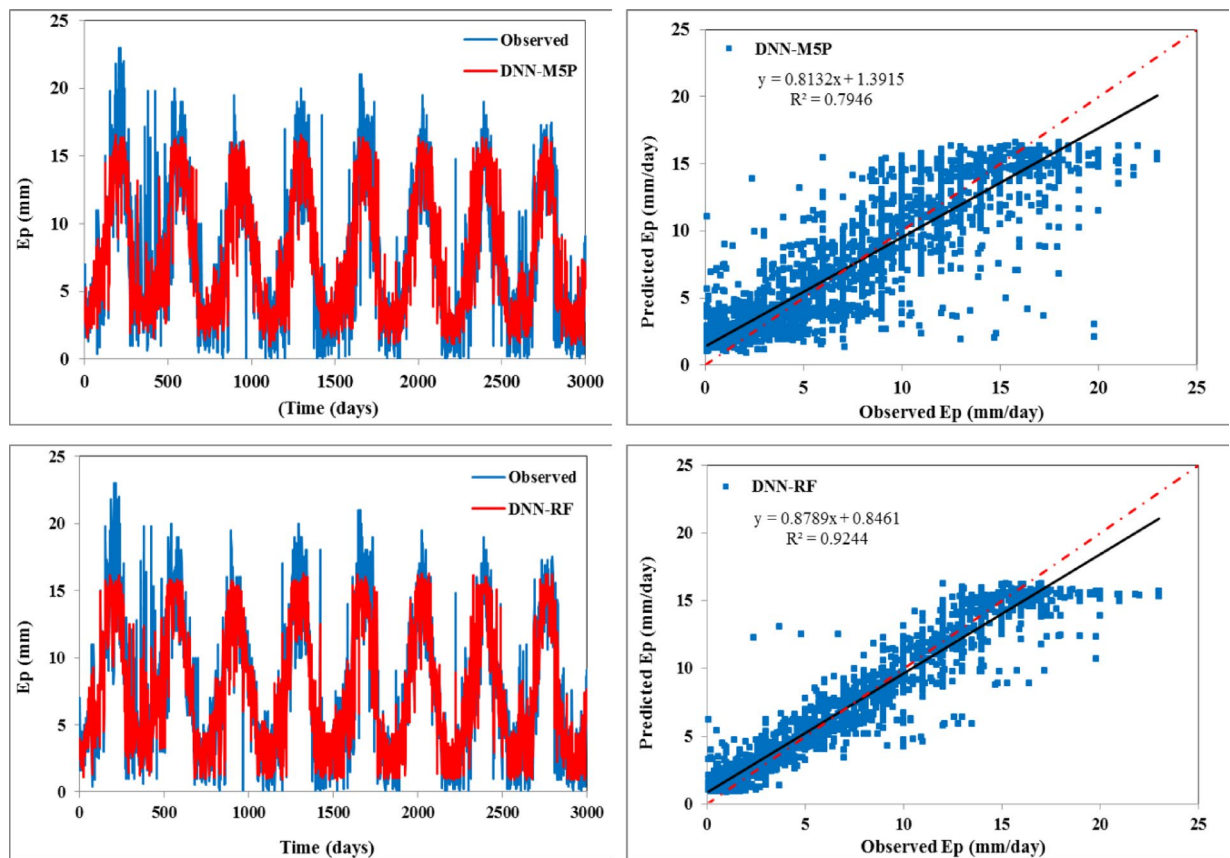 25
20
15
10
5
0
Ep (mm)
Observed
DNN-M5P
0 500 1000 1500 2000 2500 3000
(Time (days)
25
20
15
10
5
0
Predicted Ep (mm/day)
DNN-M5P
y = 0.8132x + 1.3915
R² = 0.7946
0 5 10 15 20 25
Observed Ep (mm/day)
25
20
15
10
5
0
Ep (mm)
Observed
DNN-RF
0 500 1000 1500 2000 2500 3000
Time (days)
25
20
15
10
5
0
Predicted Ep (mm/day)
DNN-RF
y = 0.8789x + 0.8461
R² = 0.9244
0 5 10 15 20 25
Observed Ep (mm/day)